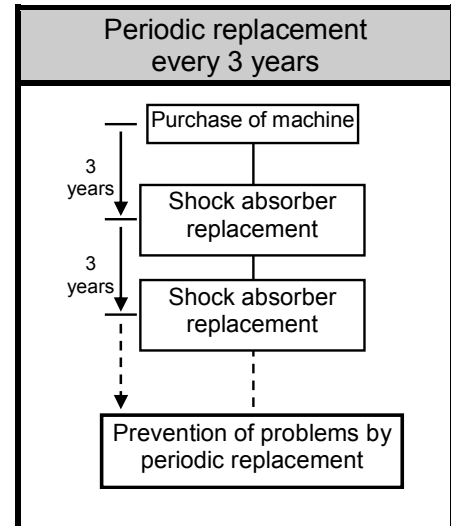 Periodic replacement
every 3 years
Purchase of machine
3
years
Shock absorber
replacement
3
years
Shock absorber
replacement
Prevention of problems by
periodic replacement